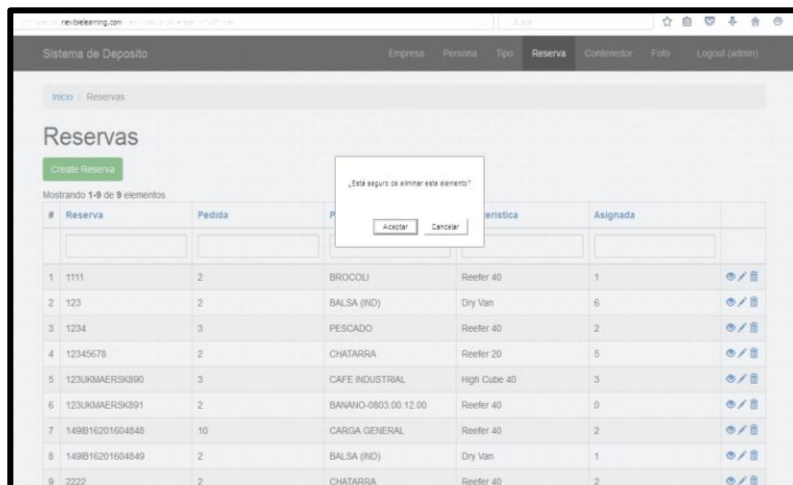 newbielearning.com
Sistema de Deposito Empresa Persona Tipo Reserva Contenedor Foto Logout (admin)
Inicio / Reservas
Reservas
Create Reserva
¿Está seguro de eliminar este elemento?
Aceptar Cancelar
Mostrando 1-9 de 9 elementos.
# Reserva Pedida Asignada
1 1111 2 BROCOLI Reefer 40 1
2 123 2 BALSA (IND) Dry Van 6
3 1234 3 PESCADO Reefer 40 2
4 12345678 2 CHATARRA Reefer 20 5
5 123UKMAERSK890 3 CAFE INDUSTRIAL High Cube 40 3
6 123UKMAERSK891 2 BANANO-0803.00.12.00 Reefer 40 0
7 149IB16201604848 10 CARGA GENERAL Reefer 40 2
8 149IB16201604849 2 BALSA (IND) Dry Van 1
9 2222 2 CHATARRA Reefer 40 2